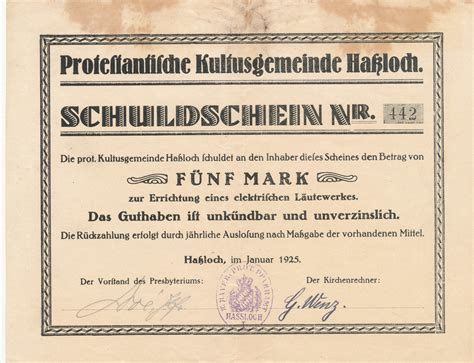 Protestantische Kultusgemeinde Haßloch.
SCHULDSCHEIN NR. 442
Die prot. Kultusgemeinde Haßloch schuldet an den Inhaber dieses Scheines den Betrag von
FÜNF MARK
zur Errichtung eines elektrischen Läutewerkes.
Das Guthaben ist unkündbar und unverzinslich.
Die Rückzahlung erfolgt durch jährliche Auslosung nach Maßgabe der vorhandenen Mittel.
Haßloch, im Januar 1925.
Der Vorstand des Presbyteriums: Der Kirchenrechner:
G. Wenz
HASSLOCH